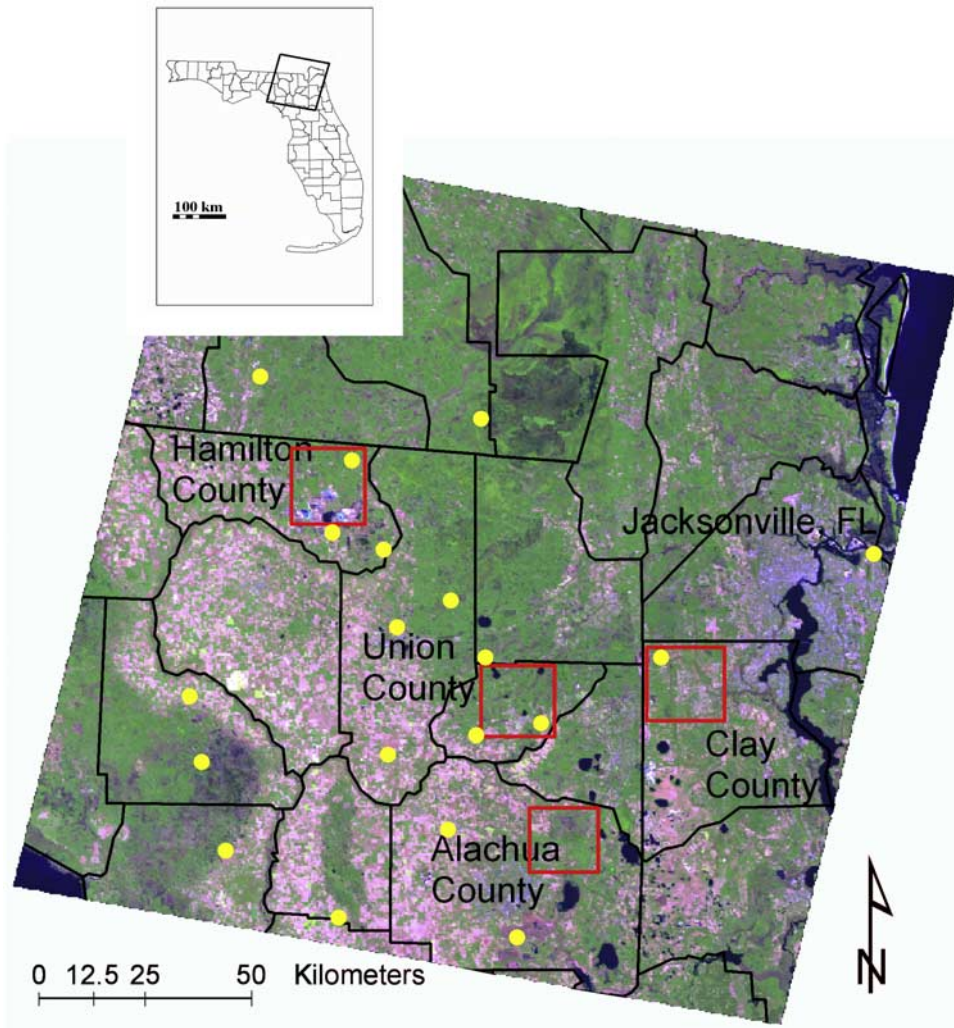 100 km
Hamilton
County
Jacksonville, FL
Union
County
Clay
County
Alachua
County
0 12.5 25 50 Kilometers
N